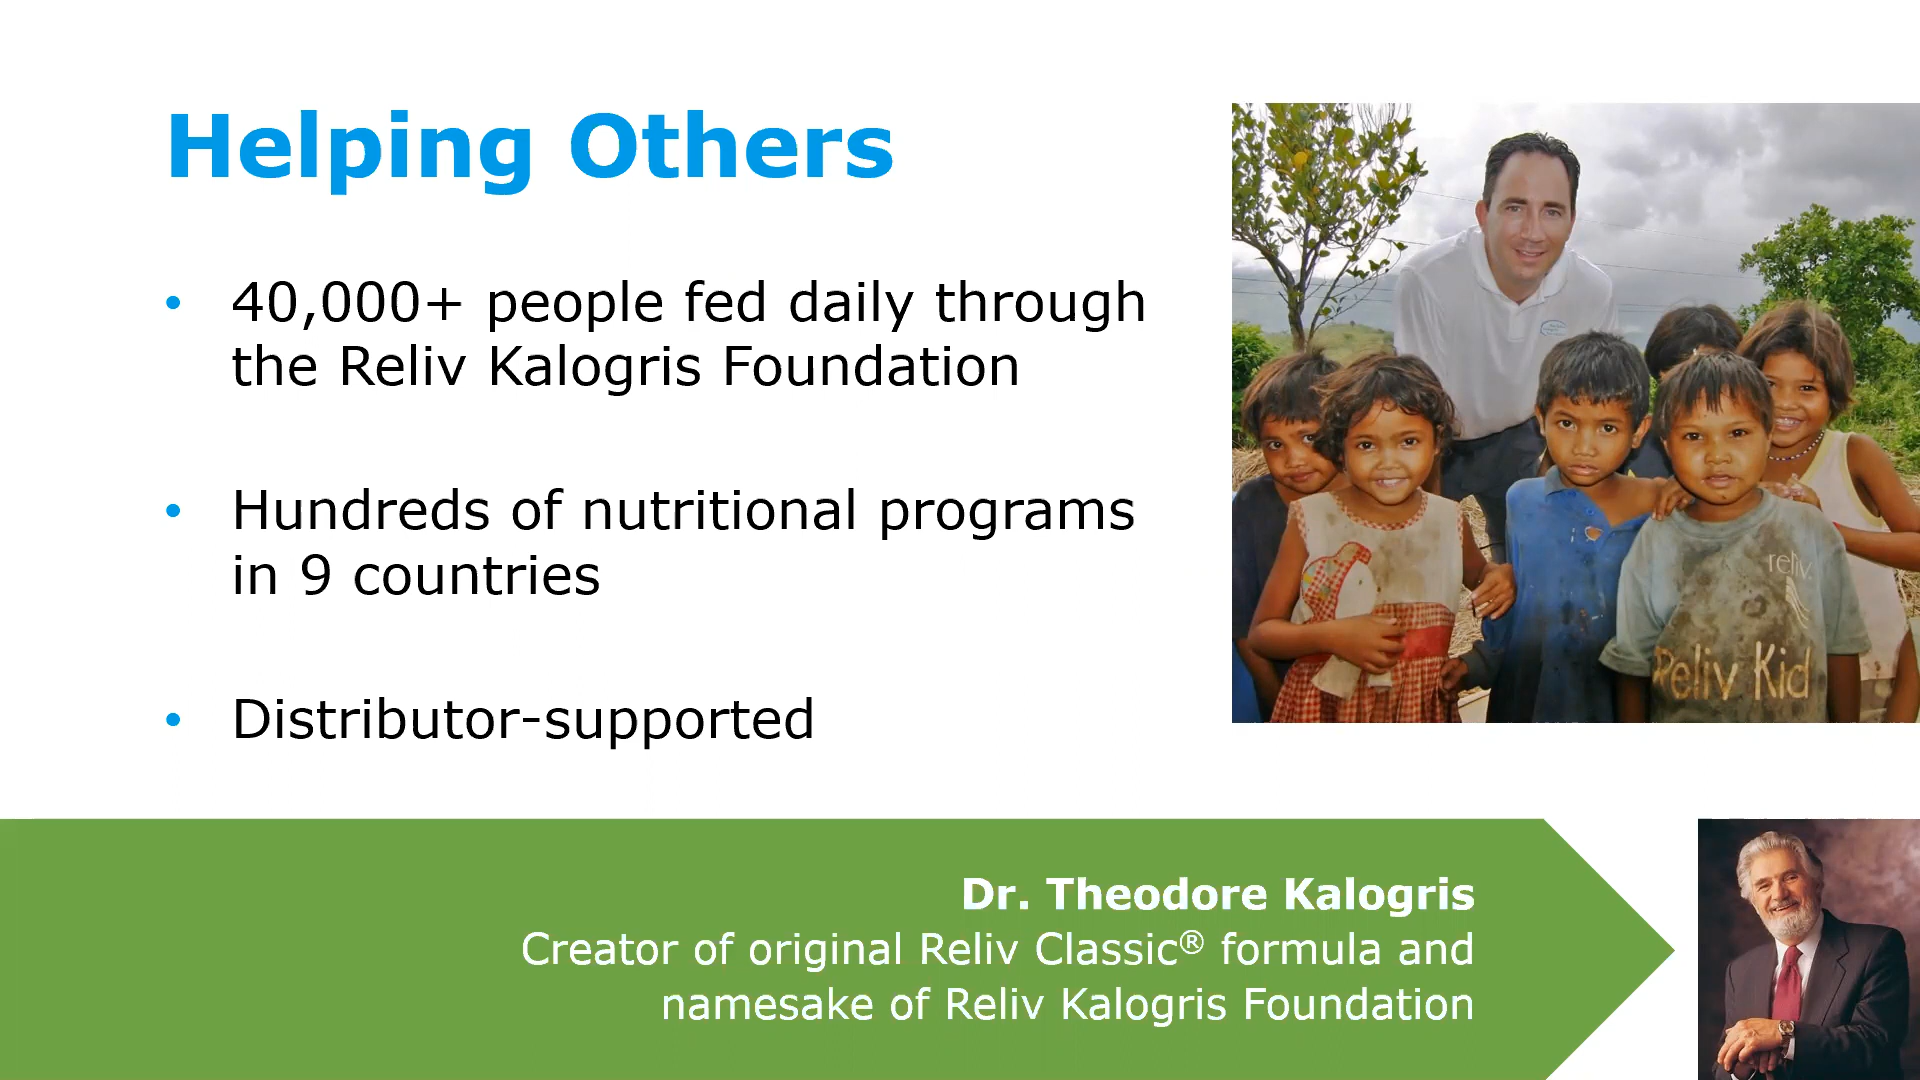 Helping Others
• 40,000+ people fed daily through
the Reliv Kalogris Foundation
• Hundreds of nutritional programs
in 9 countries
• Distributor-supported
reliv
Reliv Kid
Dr. Theodore Kalogris
Creator of original Reliv Classic® formula and
namesake of Reliv Kalogris Foundation